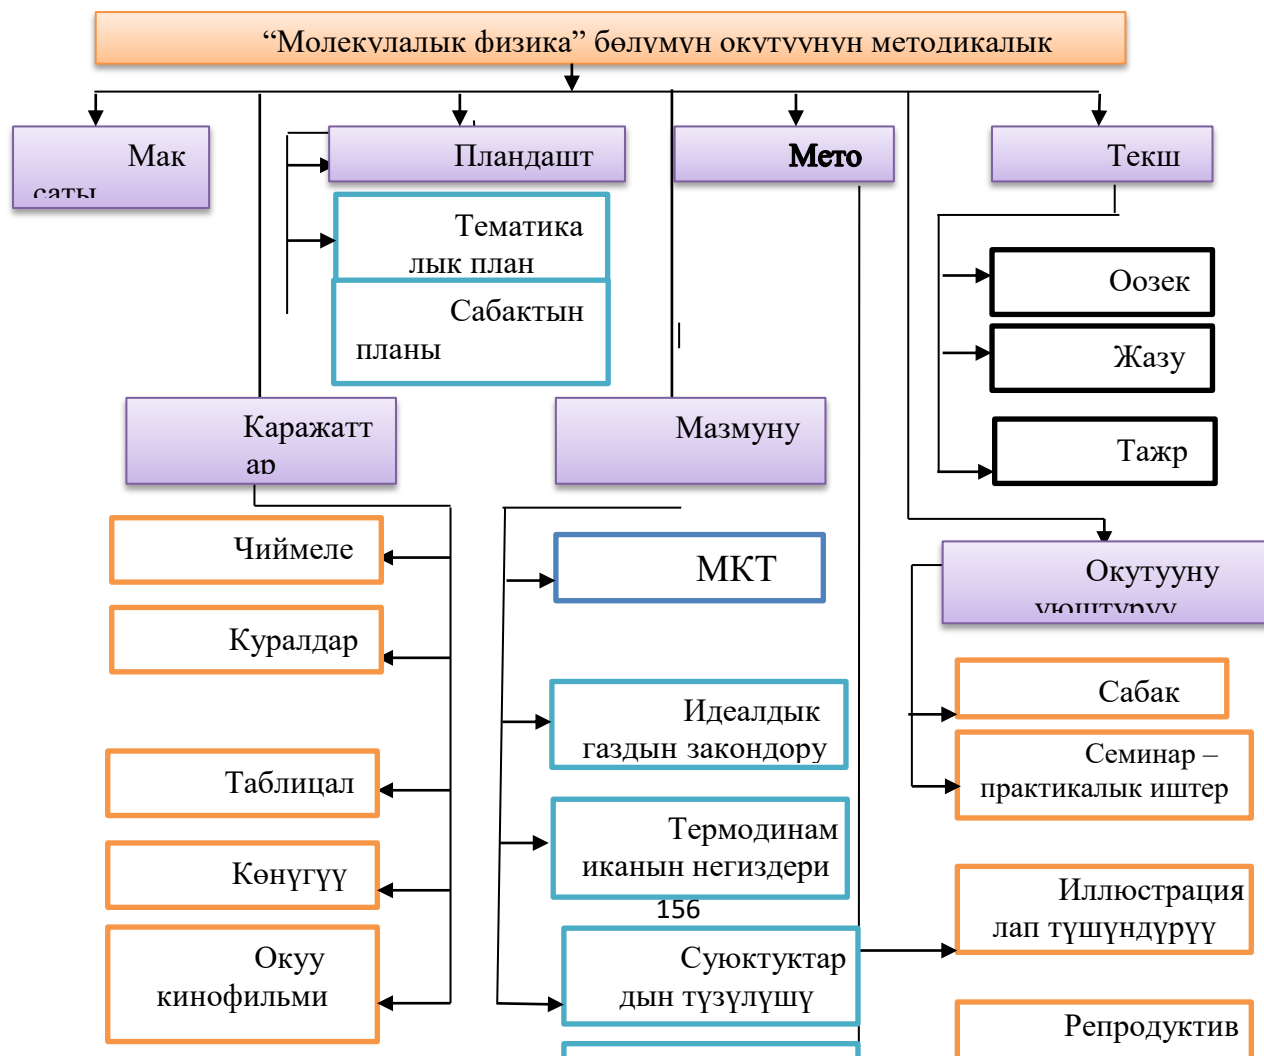 “Молекулалык физика” бөлүмүн окутуунун методикалык
Мак
саты
Пландашт
Мето
Текш
Тематика
лык план
Сабактын
планы
Оозек
Жазу
Тажр
Каражатт
ар
Мазмуну
Чиймеле
Куралдар
Таблицал
Көнүгүү
Окуу
кинофильми
МКТ
Идеалдык
газдын закондору
Термодинам
иканын негиздери
156
Суюктуктар
дын түзүлүшү
Окутууну
уюштуруу
Сабак
Семинар –
практикалык иштер
Иллюстрация
лап түшүндүрүү
Репродуктив